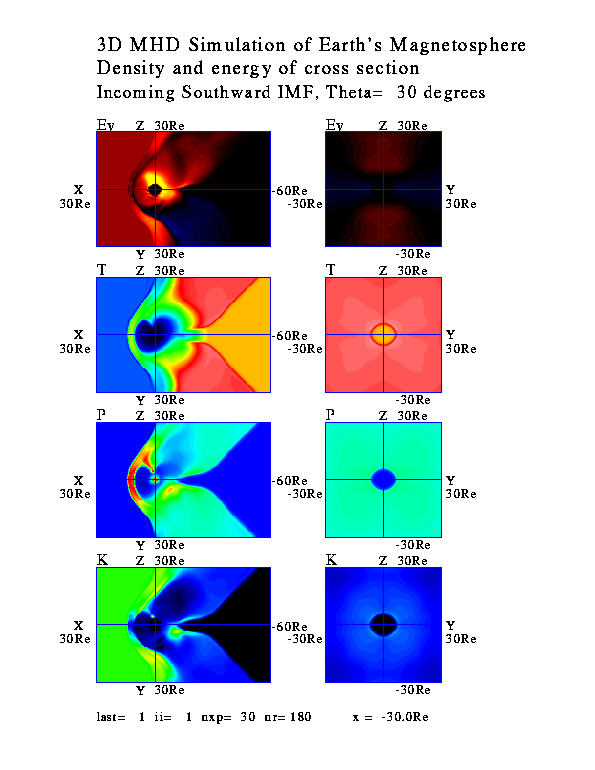 3D MHD Simulation of Earth's Magnetosphere
Density and energy of cross section
Incoming Southward IMF, Theta= 30 degrees
Ey Z 30Re Ey Z 30Re
X -60Re Y
30Re -30Re 30Re
Y 30Re -30Re
T Z 30Re T Z 30Re
X -60Re Y
30Re -30Re 30Re
Y 30Re -30Re
P Z 30Re P Z 30Re
X -60Re Y
30Re -30Re 30Re
Y 30Re -30Re
K Z 30Re K Z 30Re
X -60Re Y
30Re -30Re 30Re
Y 30Re -30Re
last= 1 ii= 1 nxp= 30 nr=180 x = -30.0Re